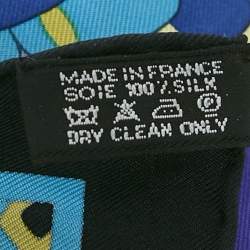 MADE IN FRANCE
SOIE 100% SILK
DRY CLEAN ONLY